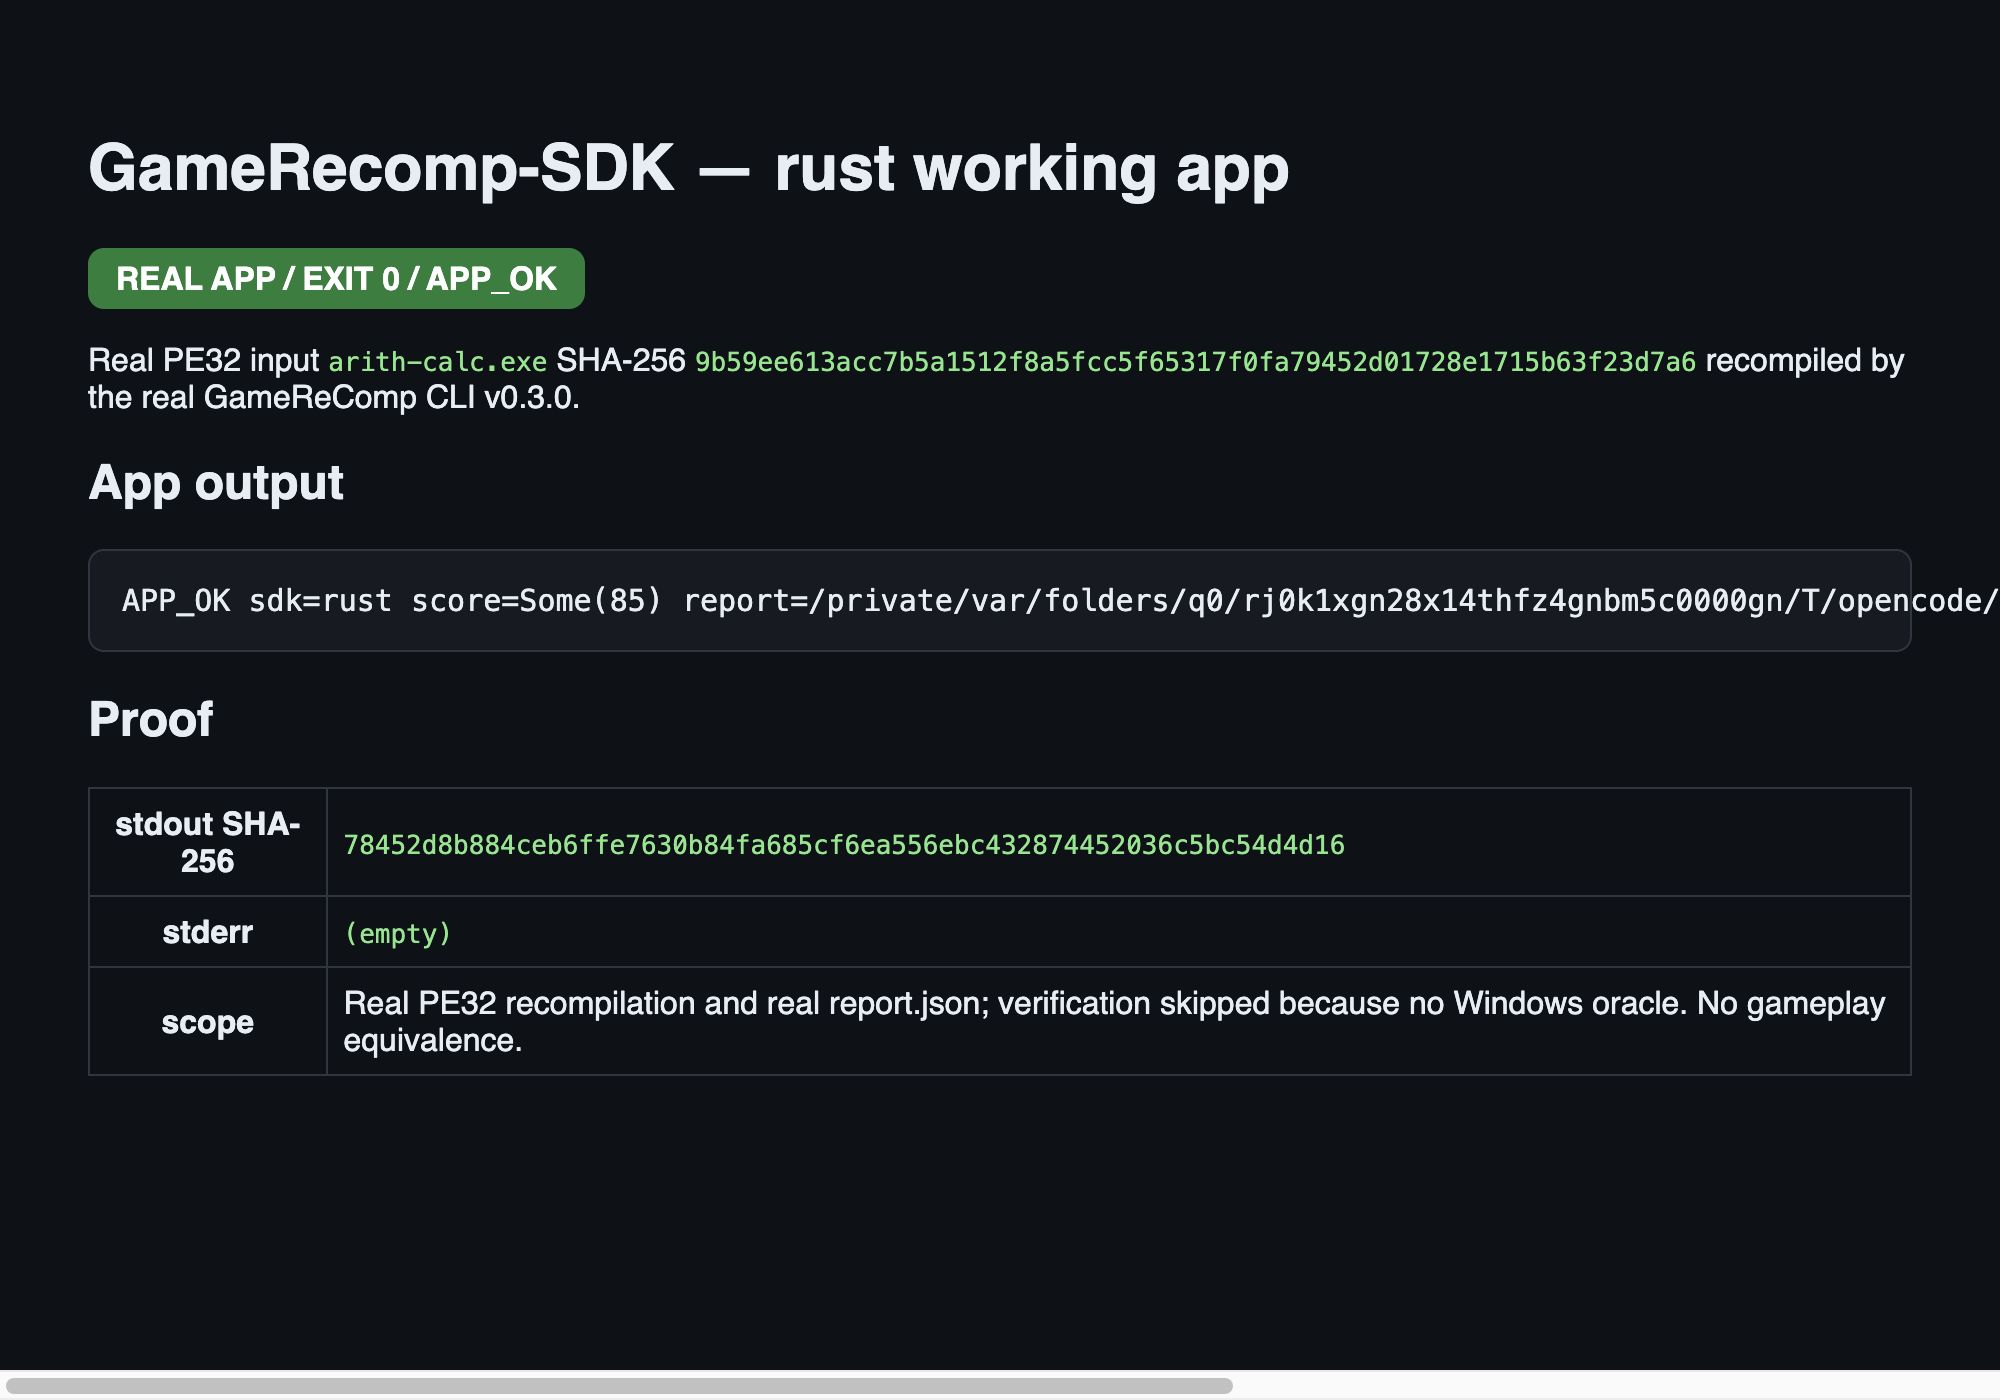 GameRecomp-SDK — rust working app
REAL APP / EXIT 0 / APP_OK
Real PE32 input arith-calc.exe SHA-256 9b59ee613acc7b5a1512f8a5fcc5f65317f0fa79452d01728e1715b63f23d7a6 recompiled by
the real GameReComp CLI v0.3.0.
App output
APP_OK sdk=rust score=Some(85) report=/private/var/folders/q0/rj0k1xgn28x14thfz4gnbm5c0000gn/T/opencode/
Proof
stdout SHA-
256
78452d8b884ceb6ffe7630b84fa685cf6ea556ebc432874452036c5bc54d4d16
stderr
(empty)
scope
Real PE32 recompilation and real report.json; verification skipped because no Windows oracle. No gameplay
equivalence.